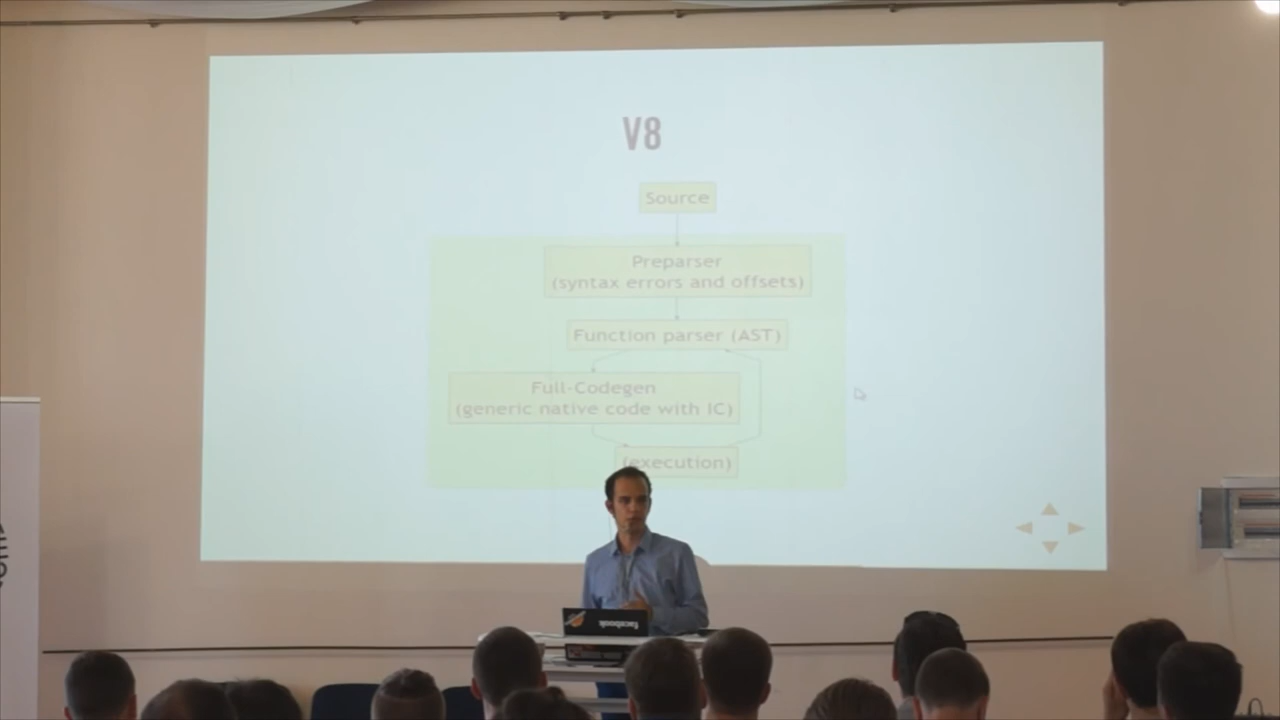 V8
Source
Preparser
(syntax errors and offsets)
Function parser (AST)
Full-Codegen
(generic native code with IC)
(execution)
facebook